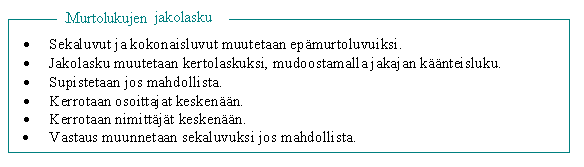 Murtolukujen jakolasku
• Sekaluvut ja kokonaisluvut muutetaan epämurtoluvuiksi.
• Jakolasku muutetaan kertolaskuksi, mudoostamalla jakajan käänteisluku.
• Supistetaan jos mahdollista.
• Kerrotaan osoittajat keskenään.
• Kerrotaan nimittäjät keskenään.
• Vastaus muunnetaan sekaluvuksi jos mahdollista.